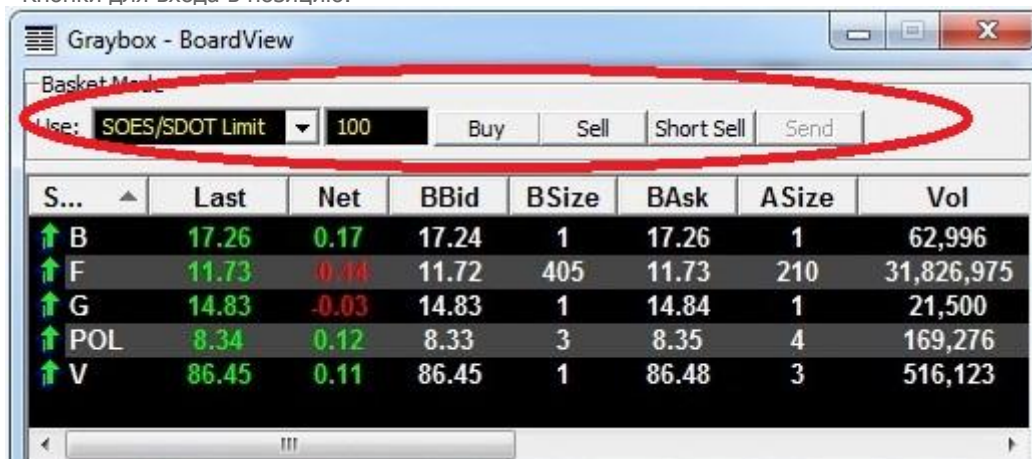 Кнопки для входа в позицию:
Graybox - BoardView
Basket Mode
Use: SOES/SDOT Limit 100 Buy Sell Short Sell Send
S... Last Net BBid BSize BAsk ASize Vol
B 17.26 0.17 17.24 1 17.26 1 62,996
F 11.73 11.72 405 11.73 210 31,826,975
G 14.83 -0.03 14.83 1 14.84 1 21,500
POL 8.34 0.12 8.33 3 8.35 4 169,276
V 86.45 0.11 86.45 1 86.48 3 516,123